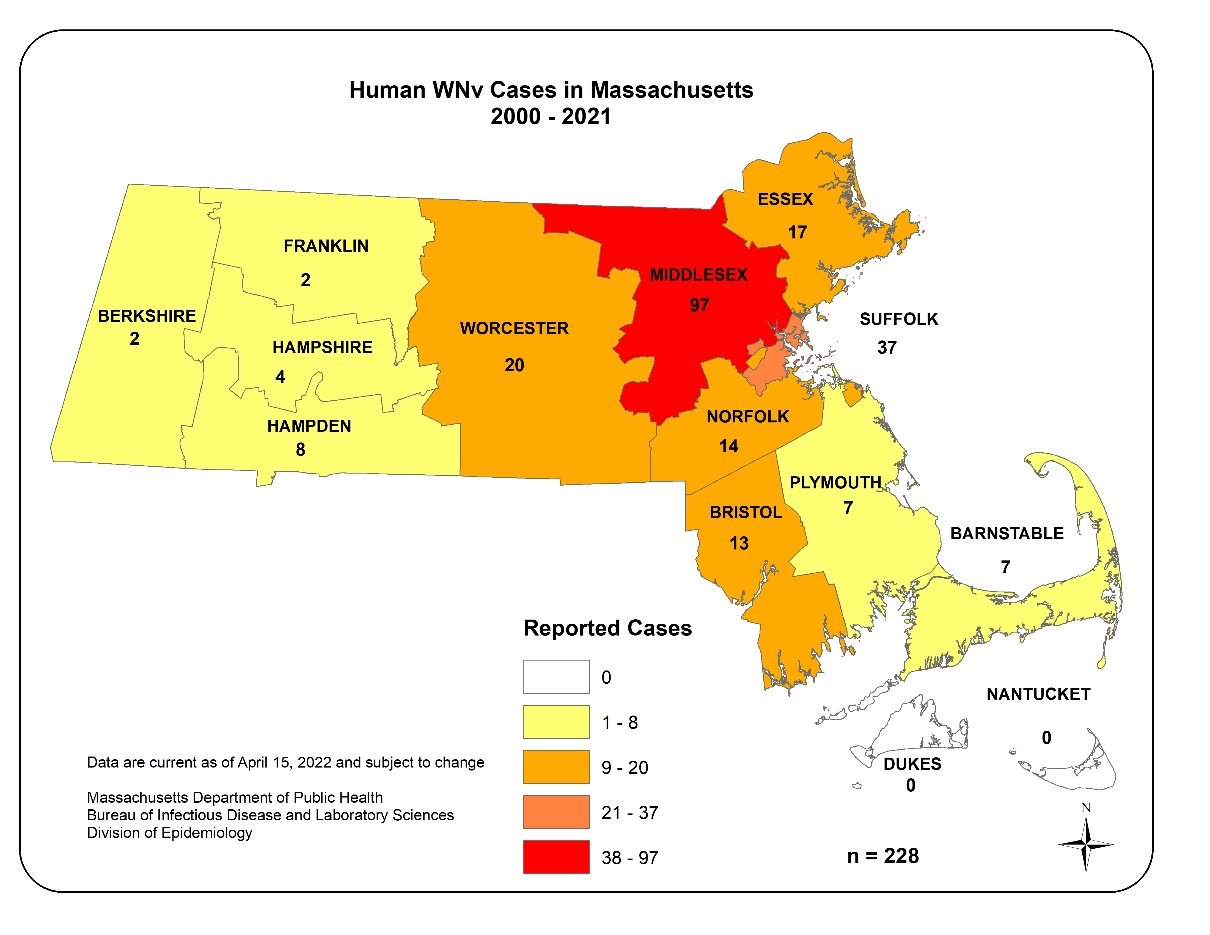 Human WNv Cases in Massachusetts
2000 - 2021
ESSEX
17
FRANKLIN
2
MIDDLESEX
97
BERKSHIRE
2
SUFFOLK
37
WORCESTER
20
HAMPSHIRE
4
NORFOLK
14
HAMPDEN
8
PLYMOUTH
7
BRISTOL
13
BARNSTABLE
7
Reported Cases
0
1 - 8
9 - 20
21 - 37
38 - 97
NANTUCKET
0
DUKES
0
Data are current as of April 15, 2022 and subject to change
Massachusetts Department of Public Health
Bureau of Infectious Disease and Laboratory Sciences
Division of Epidemiology
N
n = 228